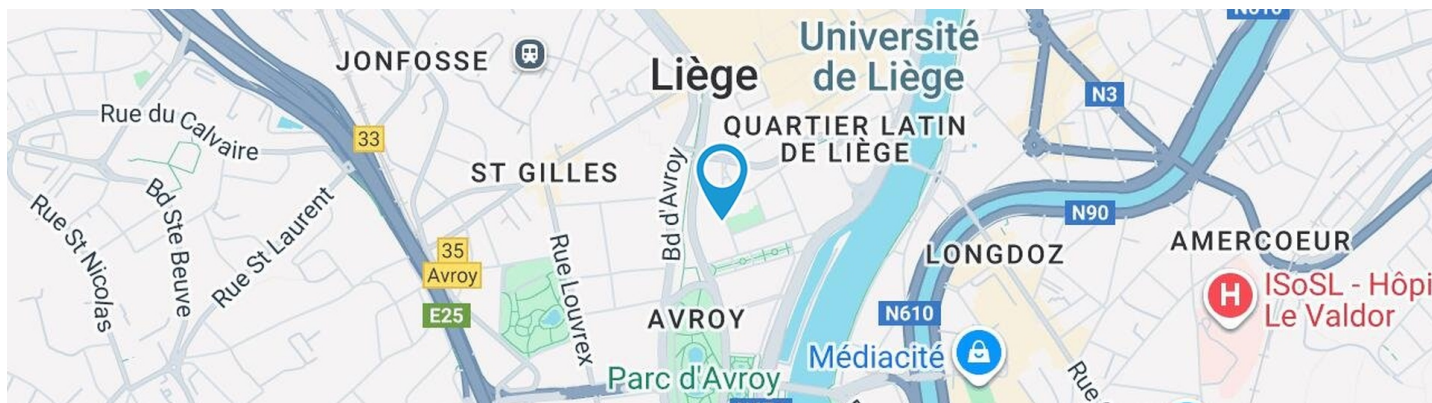 N610
Université
de Liège
JONFOSSE
Liège
N3
Rue du Calvaire
33
QUARTIER LATIN
DE LIÈGE
ST GILLES
Bd d'Avroy
Bd Ste Beuve
Rue St Laurent
Rue St Nicolas
N90
35
Avroy
Rue Louvrex
LONGDOZ
AMERCOEUR
H
ISoSL - Hôpi
Le Valdor
E25
AVROY
N610
Médiacité
Parc d'Avroy
Rue